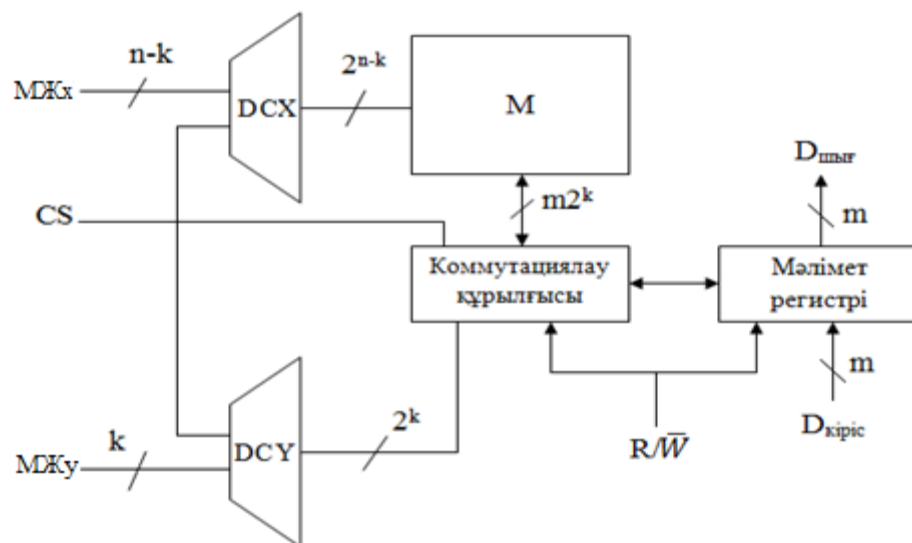 n-k
2ⁿ⁻ᵏ
МЖх
DCX
M
Dшығ
CS
m2ᵏ
m
Коммутациялау
құрылғысы
Мәлімет
регистрі
k
2ᵏ
m
МЖу
DCY
R/W̅
Dкіріс